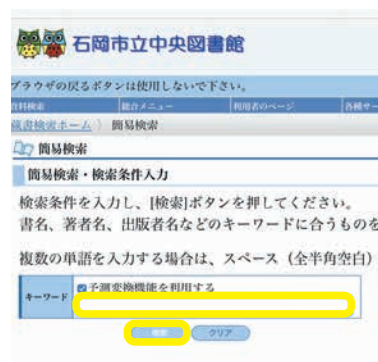 石岡市立中央図書館
ブラウザの戻るボタンは使用しないで下さい。
資料検索 総合メニュー 利用者のページ 各種サー
蔵書検索ホーム 〉 簡易検索
簡易検索
簡易検索・検索条件入力
検索条件を入力し、[検索]ボタンを押してください。
書名、著者名、出版者名などのキーワードに合うものを
複数の単語を入力する場合は、スペース（全半角空白）
キーワード 予測変換機能を利用する
検索 クリア